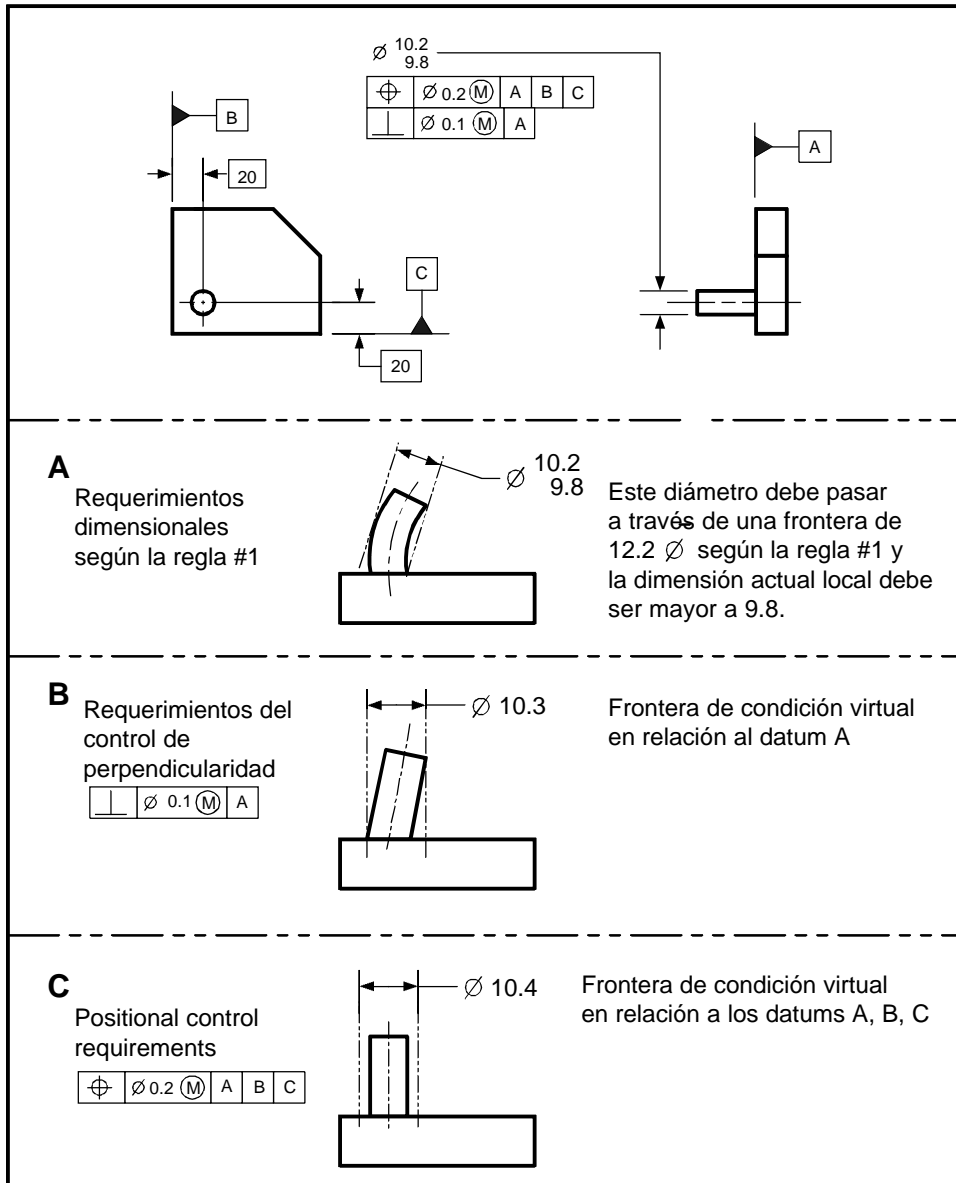 ⌀ 10.2
9.8
⌖ ⌀ 0.2 Ⓜ A B C
⟂ ⌀ 0.1 Ⓜ A
B
A
20
C
20
A
Requerimientos
dimensionales
según la regla #1
⌀ 10.2
9.8
Este diámetro debe pasar
a través de una frontera de
12.2 ⌀ según la regla #1 y
la dimensión actual local debe
ser mayor a 9.8.
B
Requerimientos del
control de
perpendicularidad
⟂ ⌀ 0.1 Ⓜ A
⌀ 10.3
Frontera de condición virtual
en relación al datum A
C
Positional control
requirements
⌖ ⌀ 0.2 Ⓜ A B C
⌀ 10.4
Frontera de condición virtual
en relación a los datums A, B, C